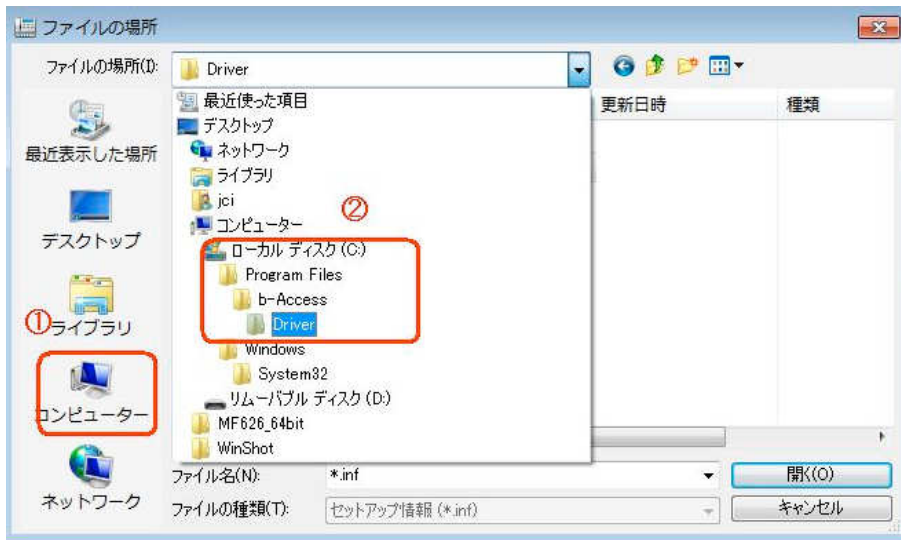 ファイルの場所
ファイルの場所(I):
Driver
最近使った項目
更新日時
種類
デスクトップ
ネットワーク
最近表示した場所
ライブラリ
jci
②
コンピューター
デスクトップ
ローカル ディスク (C:)
Program Files
b-Access
①
ライブラリ
Driver
Windows
System32
リムーバブル ディスク (D:)
コンピューター
MF626_64bit
WinShot
ファイル名(N):
*.inf
開く(O)
ネットワーク
ファイルの種類(T):
セットアップ情報 (*.inf)
キャンセル